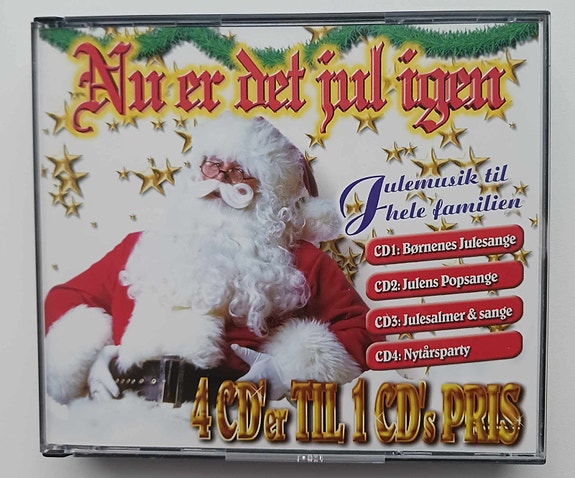 Nu er det jul igen
Julemusik til
hele familien
CD1: Børnenes Julesange
CD2: Julens Popsange
CD3: Julesalmer & sange
CD4: Nytårsparty
4 CD'er TIL 1 CD's PRIS